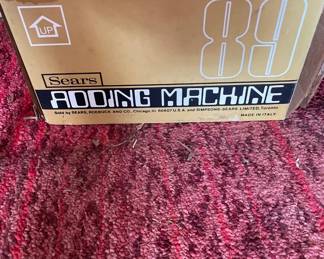 UP
89
Sears
ADDING MACHINE
Sold by SEARS, ROEBUCK AND CO., Chicago, Ill. 60607 U.S.A. and SIMPSONS-SEARS LIMITED, Toronto
MADE IN ITALY